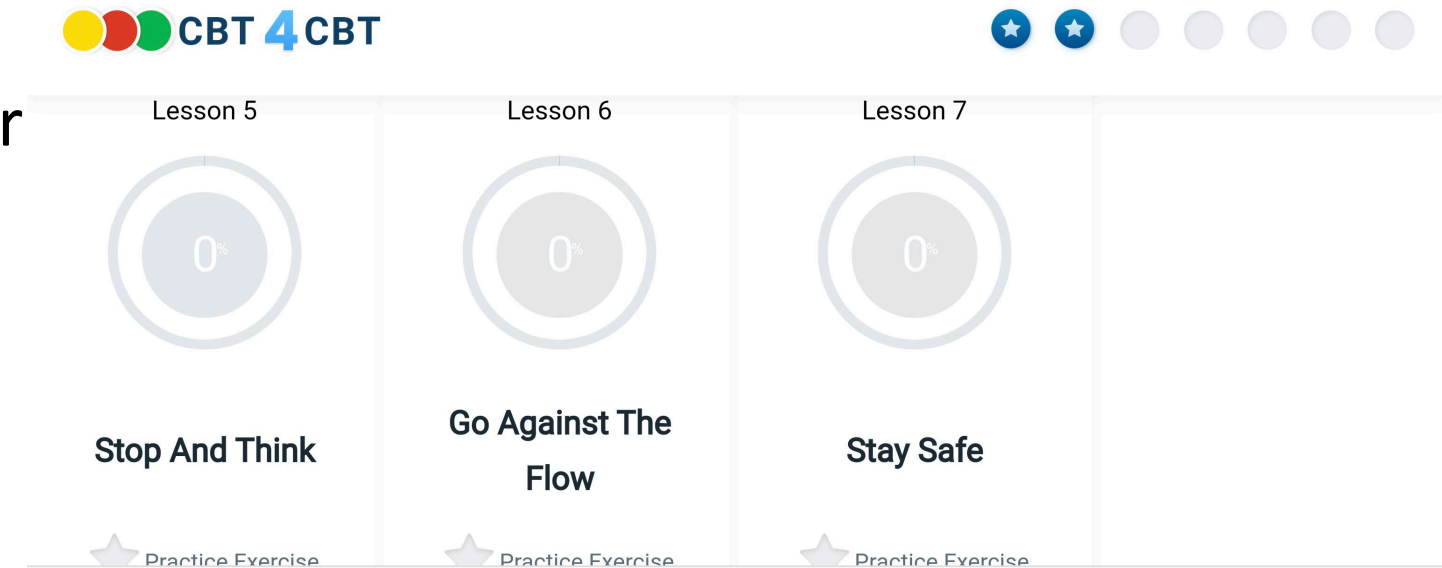 CBT 4 CBT
r
Lesson 5
Lesson 6
Lesson 7
0%
0%
0%
Stop And Think
Go Against The
Flow
Stay Safe
Practice Exercise
Practice Exercise
Practice Exercise